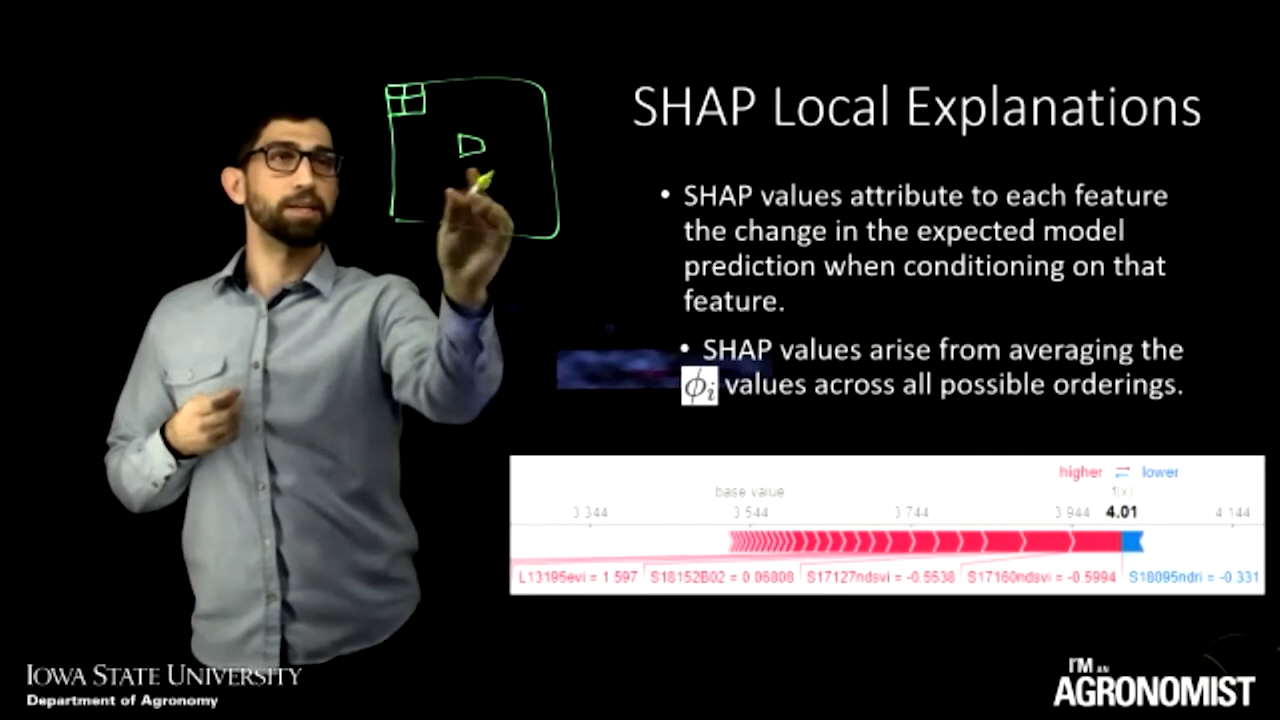 SHAP Local Explanations
• SHAP values attribute to each feature
the change in the expected model
prediction when conditioning on that
feature.
• SHAP values arise from averaging the
ϕᵢ values across all possible orderings.
higher ⇄ lower
base value f(x)
3.344 3.544 3.744 3.944 4.01 4.144
L13195evi = 1.597 S18152B02 = 0.06808 S17127ndsvi = -0.5538 S17160ndsvi = -0.5994 S18095ndri = -0.331
IOWA STATE UNIVERSITY
Department of Agronomy
I'M AN
AGRONOMIST